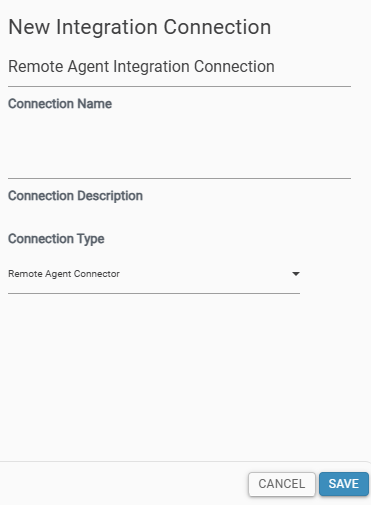 New Integration Connection
Remote Agent Integration Connection
Connection Name
Connection Description
Connection Type
Remote Agent Connector
CANCEL SAVE